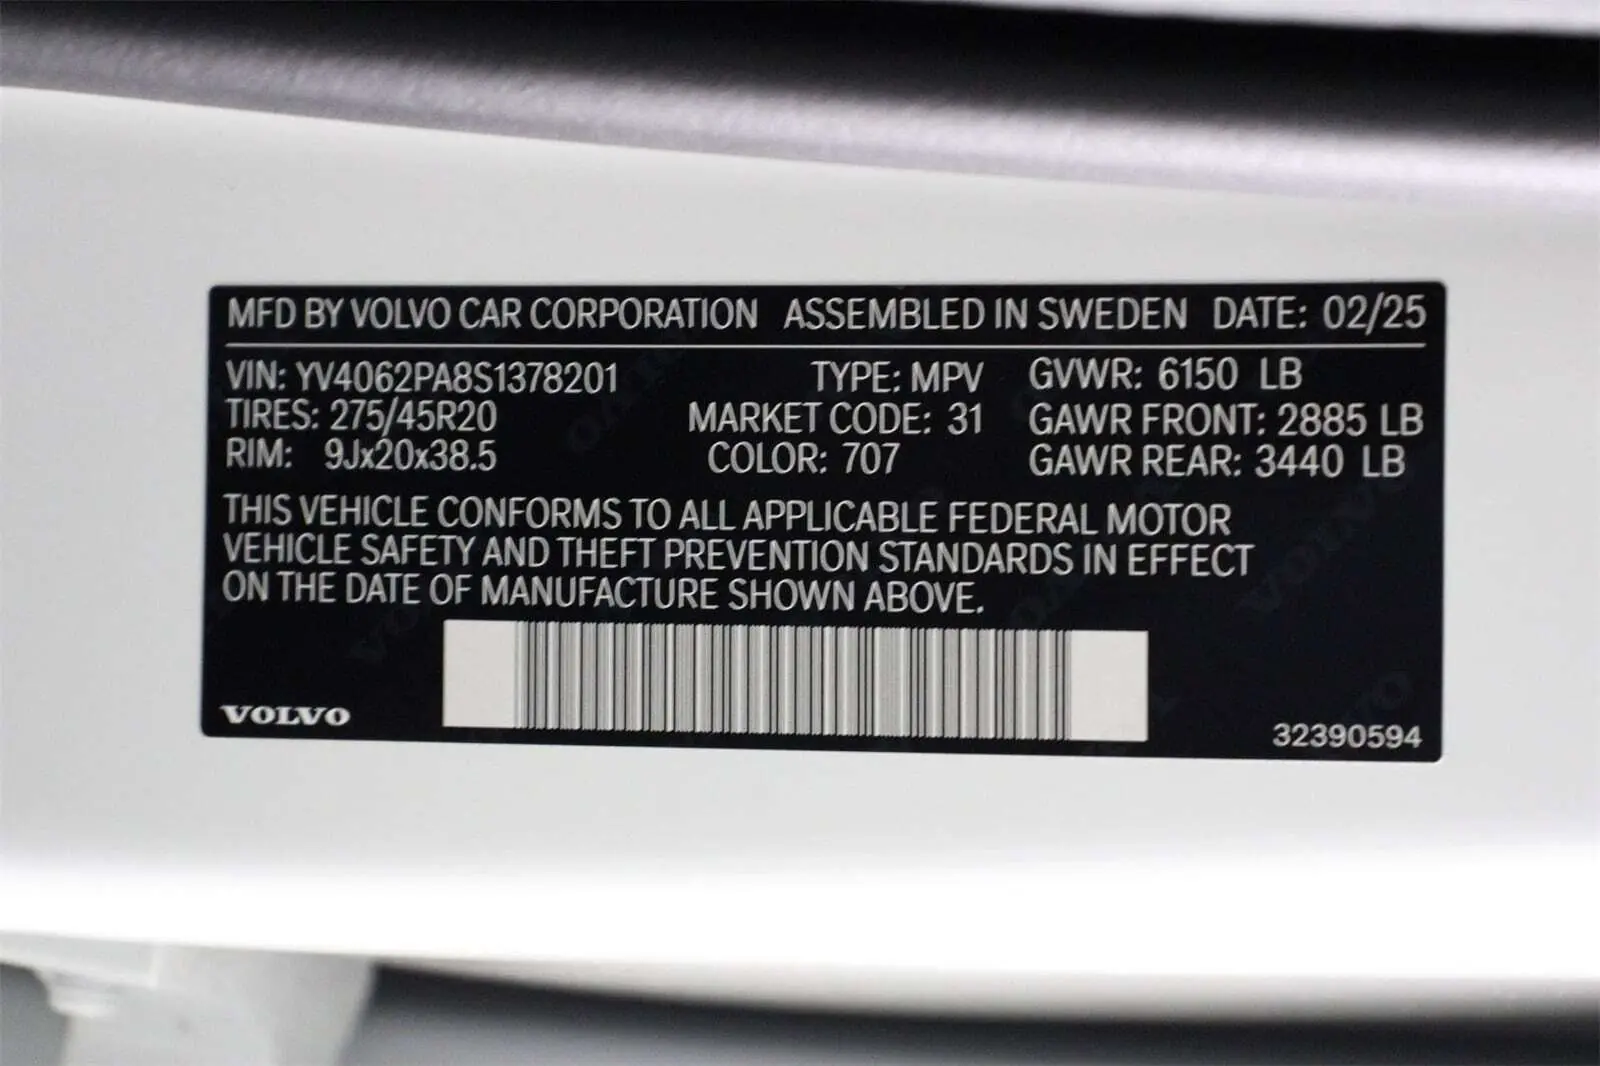 MFD BY VOLVO CAR CORPORATION ASSEMBLED IN SWEDEN DATE: 02/25
VIN: YV4062PA8S1378201 TYPE: MPV GVWR: 6150 LB
TIRES: 275/45R20 MARKET CODE: 31 GAWR FRONT: 2885 LB
RIM: 9Jx20x38.5 COLOR: 707 GAWR REAR: 3440 LB
THIS VEHICLE CONFORMS TO ALL APPLICABLE FEDERAL MOTOR
VEHICLE SAFETY AND THEFT PREVENTION STANDARDS IN EFFECT
ON THE DATE OF MANUFACTURE SHOWN ABOVE.
VOLVO
32390594